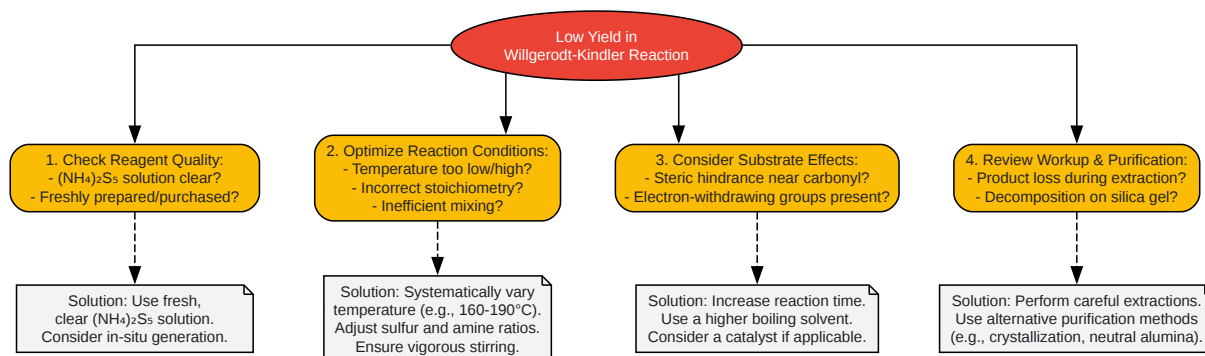 Low Yield in
Willgerodt-Kindler Reaction
1. Check Reagent Quality:
- (NH₄)₂S₅ solution clear?
- Freshly prepared/purchased?
2. Optimize Reaction Conditions:
- Temperature too low/high?
- Incorrect stoichiometry?
- Inefficient mixing?
3. Consider Substrate Effects:
- Steric hindrance near carbonyl?
- Electron-withdrawing groups present?
4. Review Workup & Purification:
- Product loss during extraction?
- Decomposition on silica gel?
Solution: Use fresh,
clear (NH₄)₂S₅ solution.
Consider in-situ generation.
Solution: Systematically vary
temperature (e.g., 160-190°C).
Adjust sulfur and amine ratios.
Ensure vigorous stirring.
Solution: Increase reaction time.
Use a higher boiling solvent.
Consider a catalyst if applicable.
Solution: Perform careful extractions.
Use alternative purification methods
(e.g., crystallization, neutral alumina).